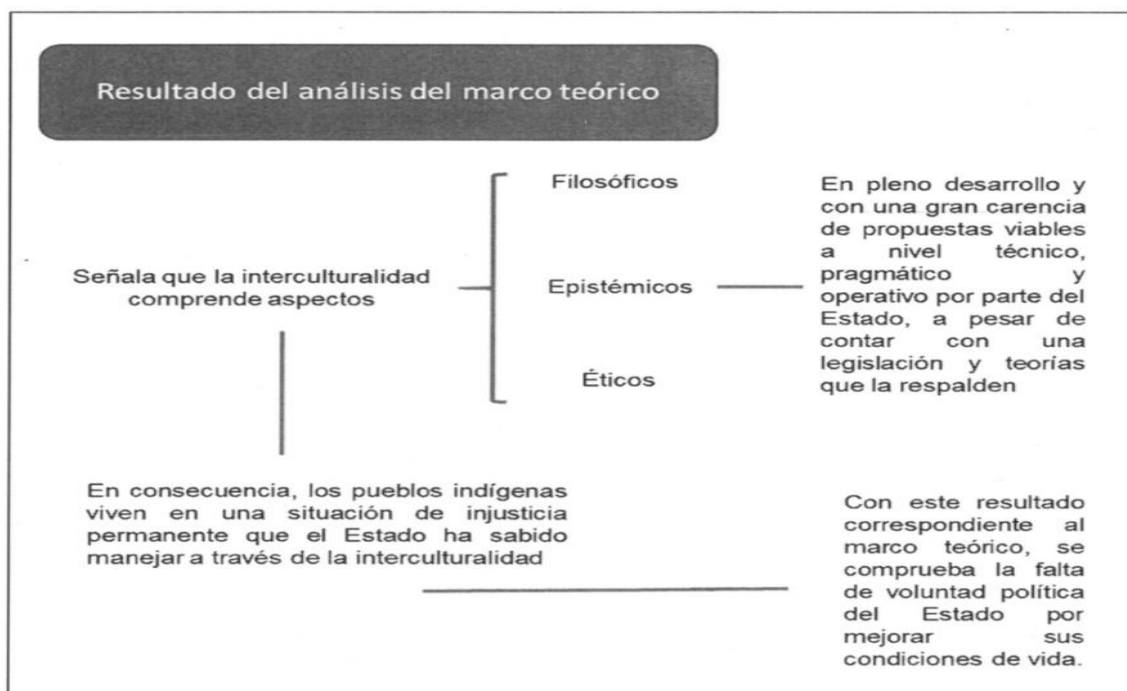 Resultado del análisis del marco teórico
Señala que la interculturalidad
comprende aspectos
Filosóficos
Epistémicos
Éticos
En pleno desarrollo y
con una gran carencia
de propuestas viables
a nivel técnico,
pragmático y
operativo por parte del
Estado, a pesar de
contar con una
legislación y teorías
que la respalden
En consecuencia, los pueblos indígenas
viven en una situación de injusticia
permanente que el Estado ha sabido
manejar a través de la interculturalidad
Con este resultado
correspondiente al
marco teórico, se
comprueba la falta
de voluntad política
del Estado por
mejorar sus
condiciones de vida.